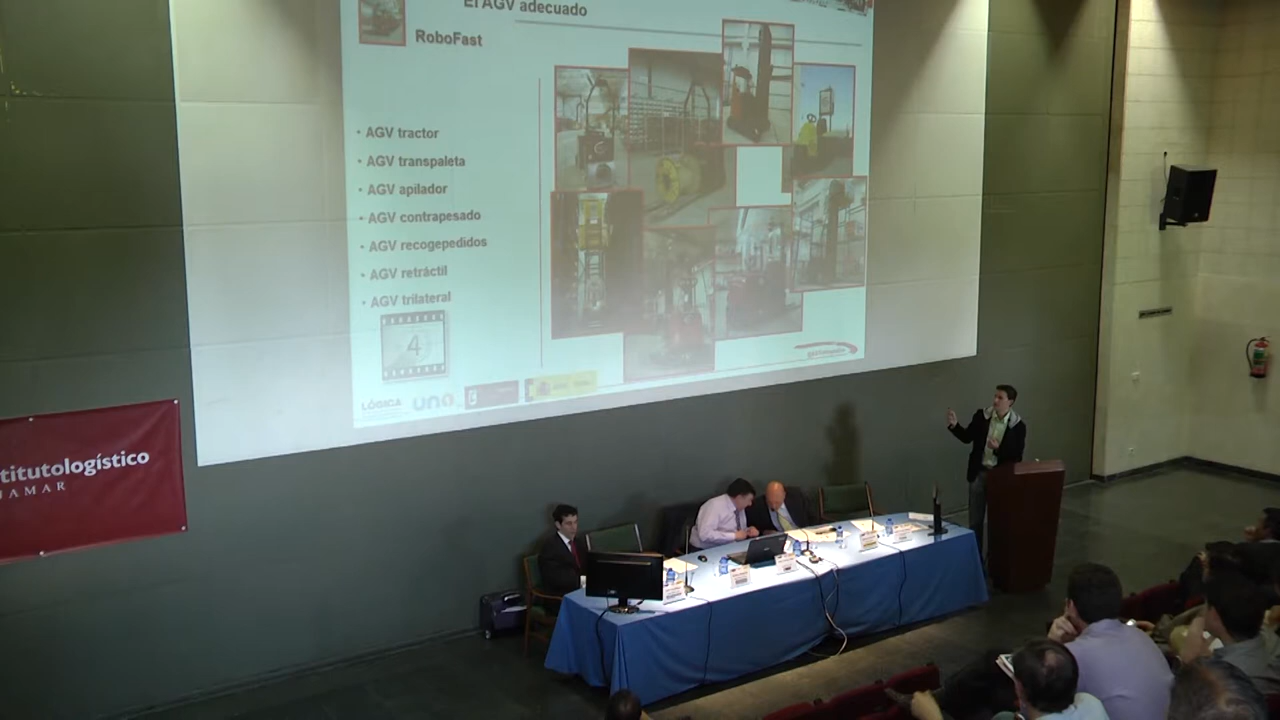 El AGV adecuado
RoboFast
• AGV tractor
• AGV transpaleta
• AGV apilador
• AGV contrapesado
• AGV recogepedidos
• AGV retráctil
• AGV trilateral
4
LÓGICA
uno
titutologístico
JAMAR